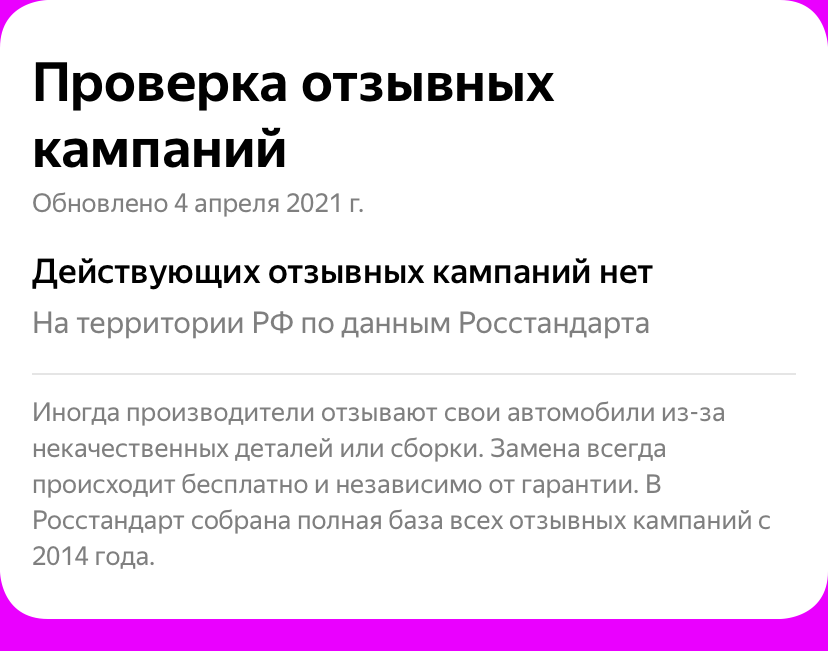 Проверка отзывных
кампаний
Обновлено 4 апреля 2021 г.
Действующих отзывных кампаний нет
На территории РФ по данным Росстандарта
Иногда производители отзывают свои автомобили из-за
некачественных деталей или сборки. Замена всегда
происходит бесплатно и независимо от гарантии. В
Росстандарт собрана полная база всех отзывных кампаний с
2014 года.